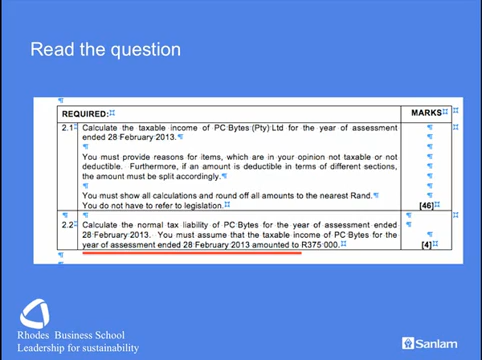 Read the question
REQUIRED: MARKS
2.1 Calculate the taxable income of PC Bytes (Pty) Ltd for the year of assessment
ended 28 February 2013.
You must provide reasons for items, which are in your opinion not taxable or not
deductible. Furthermore, if an amount is deductible in terms of different sections,
the amount must be split accordingly.
You must show all calculations and round off all amounts to the nearest Rand.
You do not have to refer to legislation. [46]
2.2 Calculate the normal tax liability of PC Bytes for the year of assessment ended
28 February 2013. You must assume that the taxable income of PC Bytes for the
year of assessment ended 28 February 2013 amounted to R375 000. [4]
Rhodes Business School
Leadership for sustainability
Sanlam